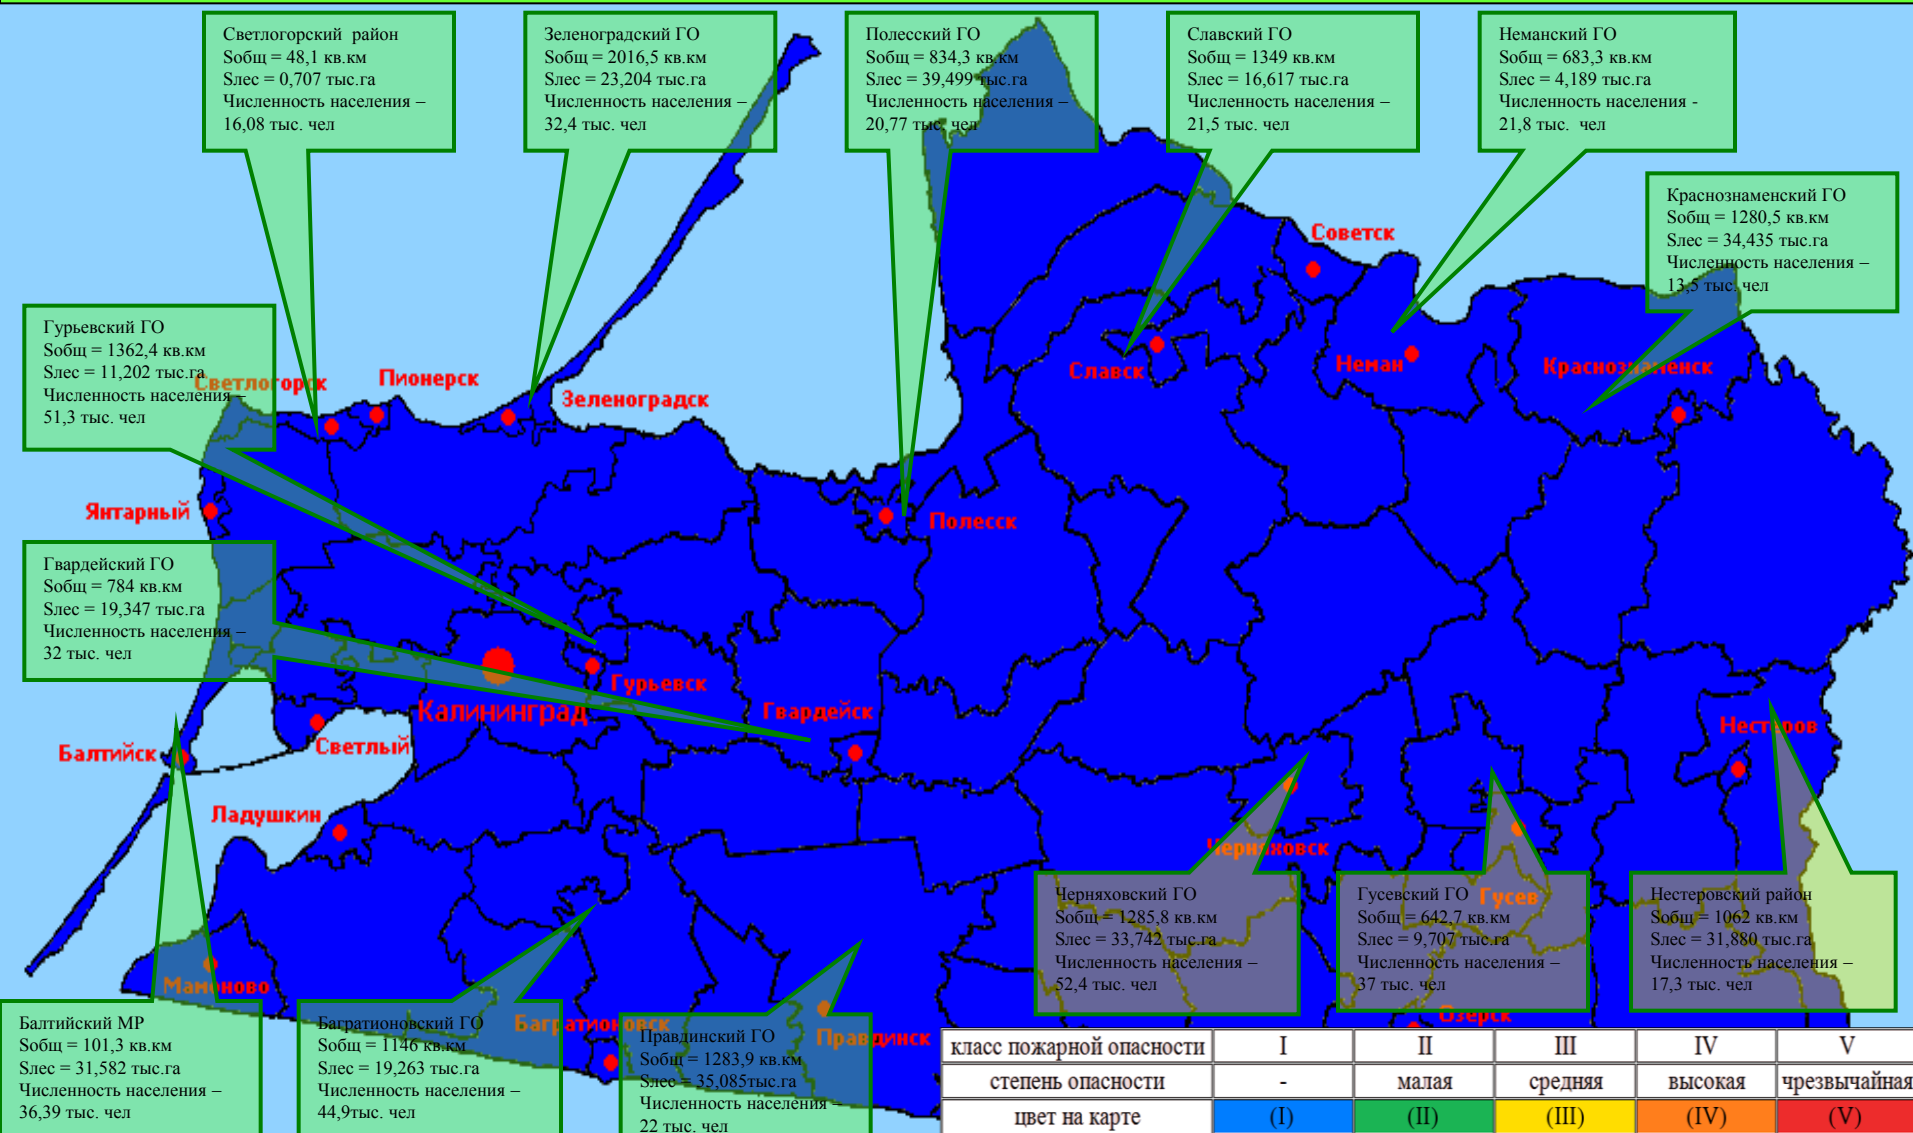 Светлогорский район
Sобщ = 48,1 кв.км
Sлес = 0,707 тыс.га
Численность населения –
16,08 тыс. чел
Зеленоградский ГО
Sобщ = 2016,5 кв.км
Sлес = 23,204 тыс.га
Численность населения –
32,4 тыс. чел
Полесский ГО
Sобщ = 834,3 кв.км
Sлес = 39,499 тыс.га
Численность населения –
20,77 тыс. чел
Славский ГО
Sобщ = 1349 кв.км
Sлес = 16,617 тыс.га
Численность населения –
21,5 тыс. чел
Неманский ГО
Sобщ = 683,3 кв.км
Sлес = 4,189 тыс.га
Численность населения -
21,8 тыс. чел
Краснознаменский ГО
Sобщ = 1280,5 кв.км
Sлес = 34,435 тыс.га
Численность населения –
13,5 тыс. чел
Советск
Гурьевский ГО
Sобщ = 1362,4 кв.км
Sлес = 11,202 тыс.га
Численность населения –
51,3 тыс. чел
Светлогорск
Пионерск
Зеленоградск
Славск
Неман
Краснознаменск
Янтарный
Полесск
Гвардейский ГО
Sобщ = 784 кв.км
Sлес = 19,347 тыс.га
Численность населения –
32 тыс. чел
Гурьевск
Калининград
Гвардейск
Нестеров
Балтийск
Светлый
Ладушкин
Черняховск
Гусев
Черняховский ГО
Sобщ = 1285,8 кв.км
Sлес = 33,742 тыс.га
Численность населения –
52,4 тыс. чел
Гусевский ГО
Sобщ = 642,7 кв.км
Sлес = 9,707 тыс.га
Численность населения –
37 тыс. чел
Нестеровский район
Sобщ = 1062 кв.км
Sлес = 31,880 тыс.га
Численность населения –
17,3 тыс. чел
Мамоново
Багратионовск
Правдинск
Озерск
Балтийский МР
Sобщ = 101,3 кв.км
Sлес = 31,582 тыс.га
Численность населения –
36,39 тыс. чел
Багратионовский ГО
Sобщ = 1146 кв.км
Sлес = 19,263 тыс.га
Численность населения –
44,9тыс. чел
Правдинский ГО
Sобщ = 1283,9 кв.км
Sлес = 35,085тыс.га
Численность населения –
22 тыс. чел
класс пожарной опасности I II III IV V
степень опасности - малая средняя высокая чрезвычайная
цвет на карте (I) (II) (III) (IV) (V)